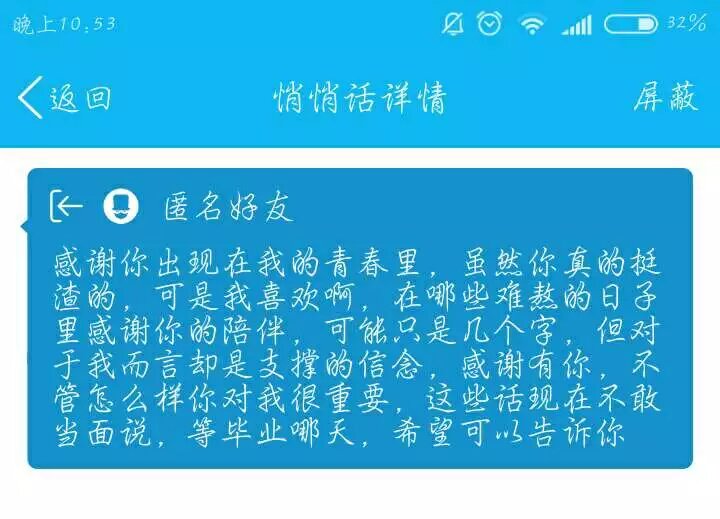 晚上10:53 32%
返回 悄悄话详情 屏蔽
匿名好友
感谢你出现在我的青春里，虽然你真的挺
渣的，可是我喜欢啊，在哪些难熬的日子
里感谢你的陪伴，可能只是几个字，但对
于我而言却是支撑的信念，感谢有你，不
管怎么样你对我很重要，这些话现在不敢
当面说，等毕业哪天，希望可以告诉你